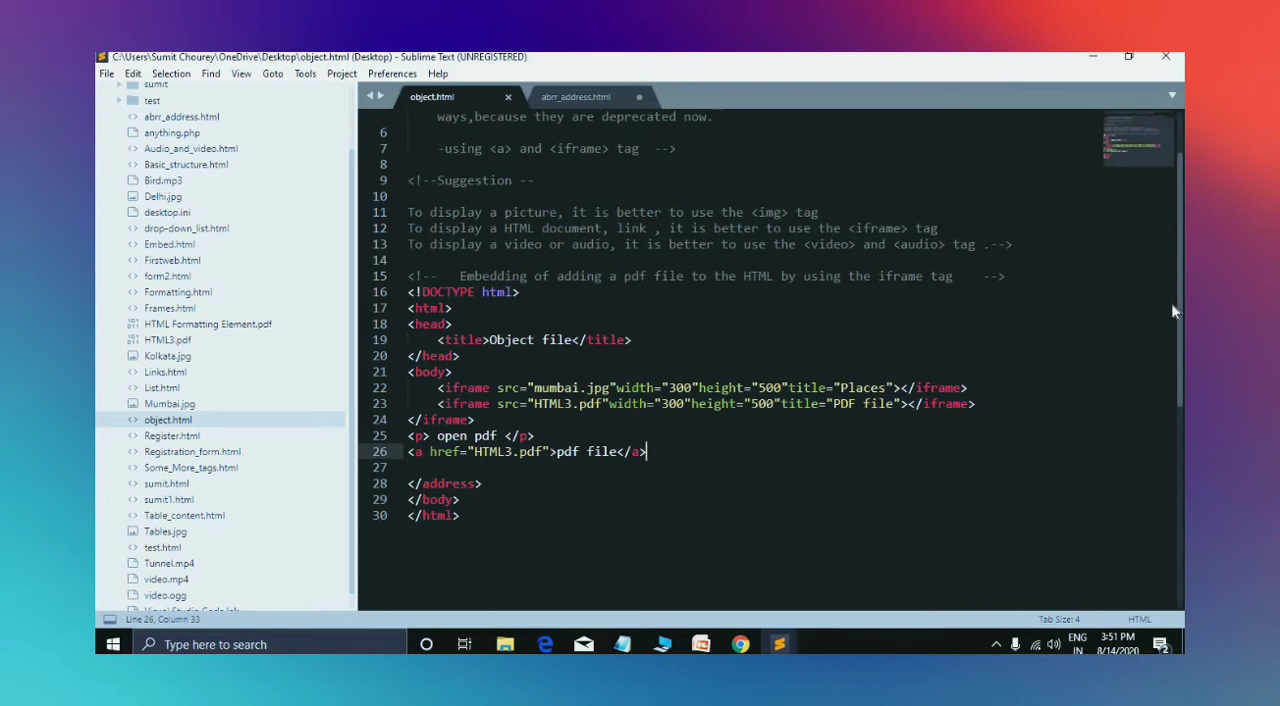 C:\Users\Sumit Chourey\OneDrive\Desktop\object.html (Desktop) - Sublime Text (UNREGISTERED)
File Edit Selection Find View Goto Tools Project Preferences Help
sumit
test
abrr_address.html
anything.php
Audio_and_video.html
Basic_structure.html
Bird.mp3
Delhi.jpg
desktop.ini
drop-down_list.html
Embed.html
Firstweb.html
form2.html
Formatting.html
Frames.html
HTML Formatting Element.pdf
HTML3.pdf
Kolkata.jpg
Links.html
List.html
Mumbai.jpg
object.html
Register.html
Registration_form.html
Some_More_tags.html
sumit.html
sumit1.html
Table_content.html
Tables.jpg
test.html
Tunnel.mp4
video.mp4
video.ogg
Visual Studio Code.lnk
object.html abrr_address.html
ways,because they are deprecated now.
6
7 -using <a> and <iframe> tag -->
8
9 <!--Suggestion --
10
11 To display a picture, it is better to use the <img> tag
12 To display a HTML document, link , it is better to use the <iframe> tag
13 To display a video or audio, it is better to use the <video> and <audio> tag .-->
14
15 <!-- Embedding of adding a pdf file to the HTML by using the iframe tag -->
16 <!DOCTYPE html>
17 <html>
18 <head>
19 <title>Object file</title>
20 </head>
21 <body>
22 <iframe src="mumbai.jpg"width="300"height="500"title="Places"></iframe>
23 <iframe src="HTML3.pdf"width="300"height="500"title="PDF file"></iframe>
24 </iframe>
25 <p> open pdf </p>
26 <a href="HTML3.pdf">pdf file</a>
27
28 </address>
29 </body>
30 </html>
Line 26, Column 33 Tab Size: 4 HTML
Type here to search
ENG
IN
3:51 PM
8/14/2020
2